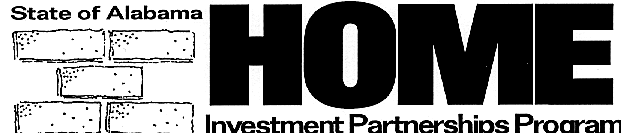 State of Alabama
HOME
Investment Partnerships Program